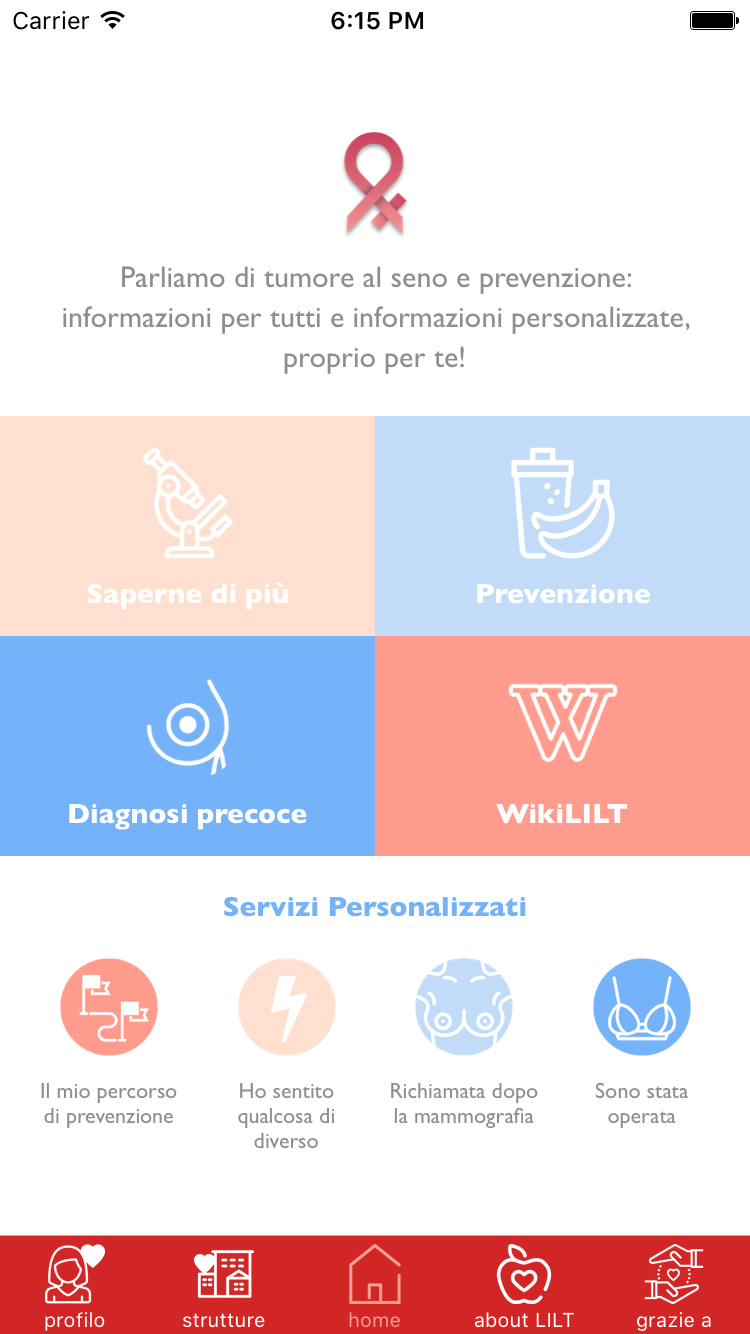 Carrier
6:15 PM
Parliamo di tumore al seno e prevenzione:
informazioni per tutti e informazioni personalizzate,
proprio per te!
Saperne di più
Prevenzione
Diagnosi precoce
W
WikiLILT
Servizi Personalizzati
Il mio percorso
di prevenzione
Ho sentito
qualcosa di
diverso
Richiamata dopo
la mammografia
Sono stata
operata
profilo
strutture
home
about LILT
grazie a